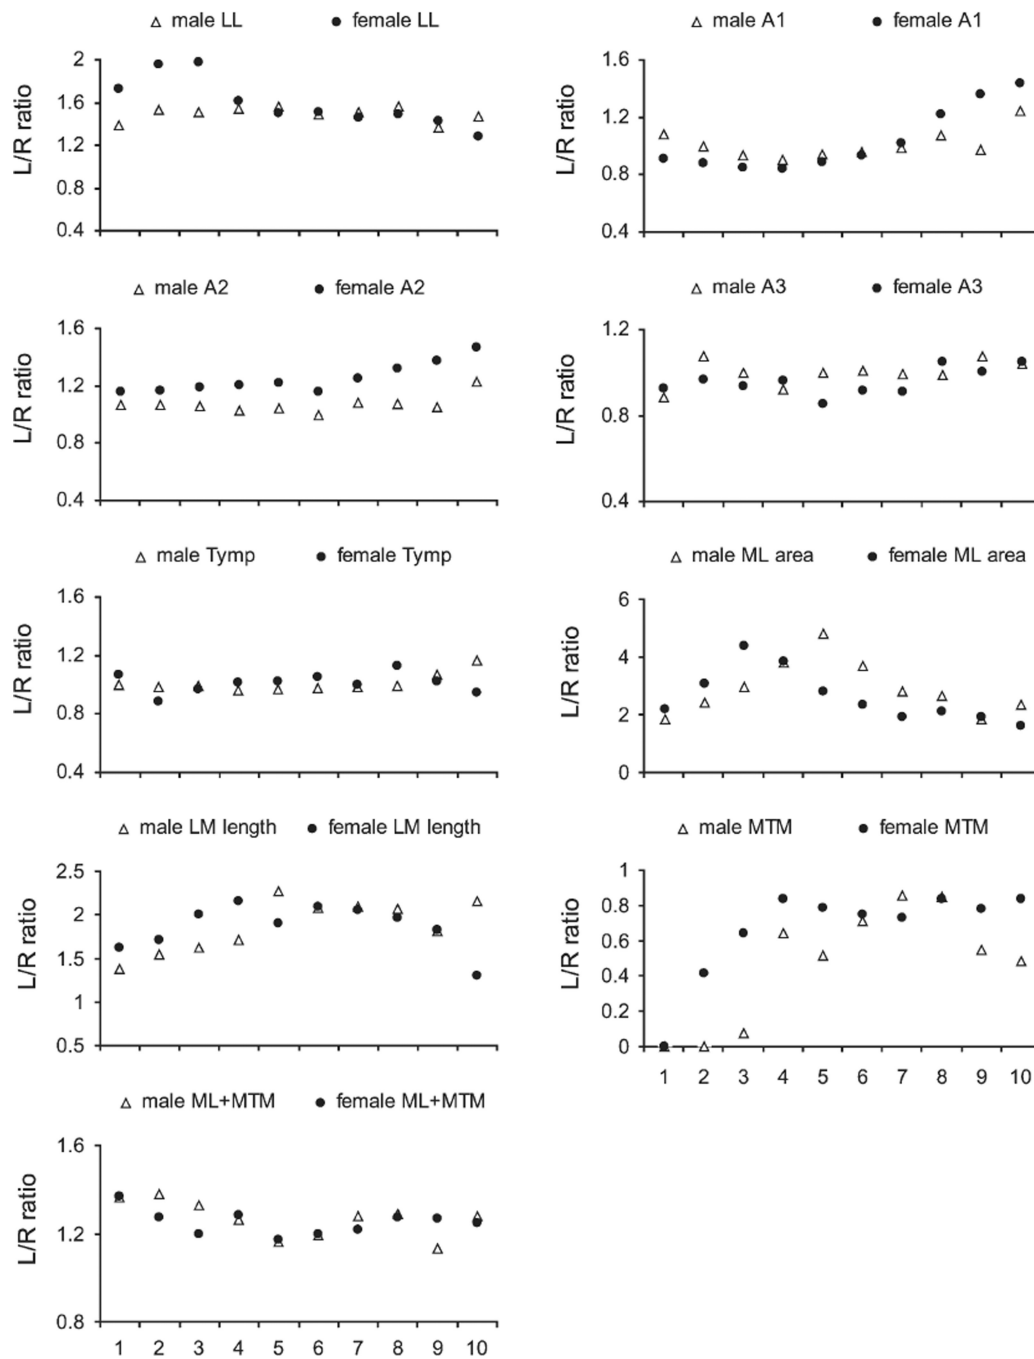 △ male LL ● female LL
L/R ratio
2
1.6
1.2
0.8
0.4
△ male A1 ● female A1
L/R ratio
1.6
1.2
0.8
0.4
△ male A2 ● female A2
L/R ratio
1.6
1.2
0.8
0.4
△ male A3 ● female A3
L/R ratio
1.2
0.8
0.4
△ male Tymp ● female Tymp
L/R ratio
1.6
1.2
0.8
0.4
△ male ML area ● female ML area
L/R ratio
6
4
2
0
△ male LM length ● female LM length
L/R ratio
2.5
2
1.5
1
0.5
△ male MTM ● female MTM
L/R ratio
1
0.8
0.6
0.4
0.2
0
1 2 3 4 5 6 7 8 9 10
△ male ML+MTM ● female ML+MTM
L/R ratio
1.6
1.2
0.8
1 2 3 4 5 6 7 8 9 10